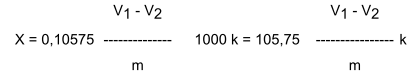 V1 - V2 V1 - V2
X = 0,10575 -------------- 1000 k = 105,75 ---------------- k
m m